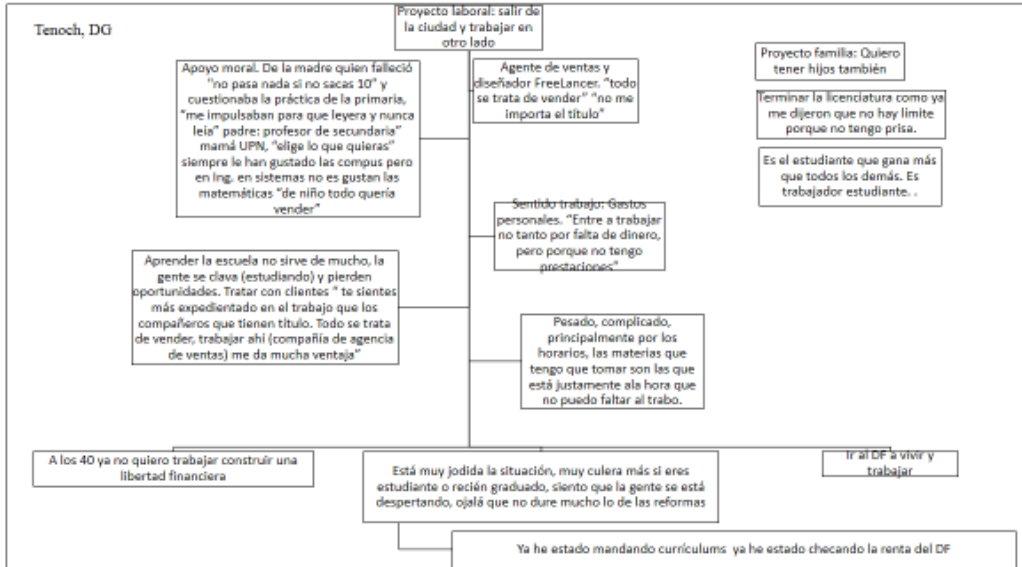 Tenoch, DG
Proyecto laboral: salir de
la ciudad y trabajar en
otro lado
Apoyo moral. De la madre quien falleció
"no pasa nada si no sacas 10" y
cuestionaba la práctica de la primaria,
"me impulsaban para que leyera y nunca
leía" padre: profesor de secundaria"
mamá UPN, "elige lo que quieras"
siempre le han gustado las compus pero
en Ing. en sistemas no es gustan las
matemáticas "de niño todo quería
vender"
Agente de ventas y
diseñador FreeLancer. "todo
se trata de vender" "no me
importa el título"
Proyecto familia: Quiero
tener hijos también
Terminar la licenciatura como ya
me dijeron que no hay límite
porque no tengo prisa.
Es el estudiante que gana más
que todos los demás. Es
trabajador estudiante. .
Sentido trabajo: Gastos
personales. "Entre a trabajar
no tanto por falta de dinero,
pero porque no tengo
prestaciones"
Aprender la escuela no sirve de mucho, la
gente se clava (estudiando) y pierden
oportunidades. Tratar con clientes " te sientes
más expedientado en el trabajo que los
compañeros que tienen título. Todo se trata
de vender, trabajar ahí (compañía de agencia
de ventas) me da mucha ventaja"
Pesado, complicado,
principalmente por los
horarios, las materias que
tengo que tomar son las que
está justamente ala hora que
no puedo faltar al trabo.
A los 40 ya no quiero trabajar construir una
libertad financiera
Está muy jodida la situación, muy culera más si eres
estudiante o recién graduado, siento que la gente se está
despertando, ojalá que no dure mucho lo de las reformas
Ir al DF a vivir y
trabajar
Ya he estado mandando currículums ya he estado checando la renta del DF